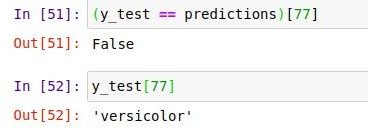 In [51]: (y_test == predictions)[77]
Out[51]: False
In [52]: y_test[77]
Out[52]: 'versicolor'